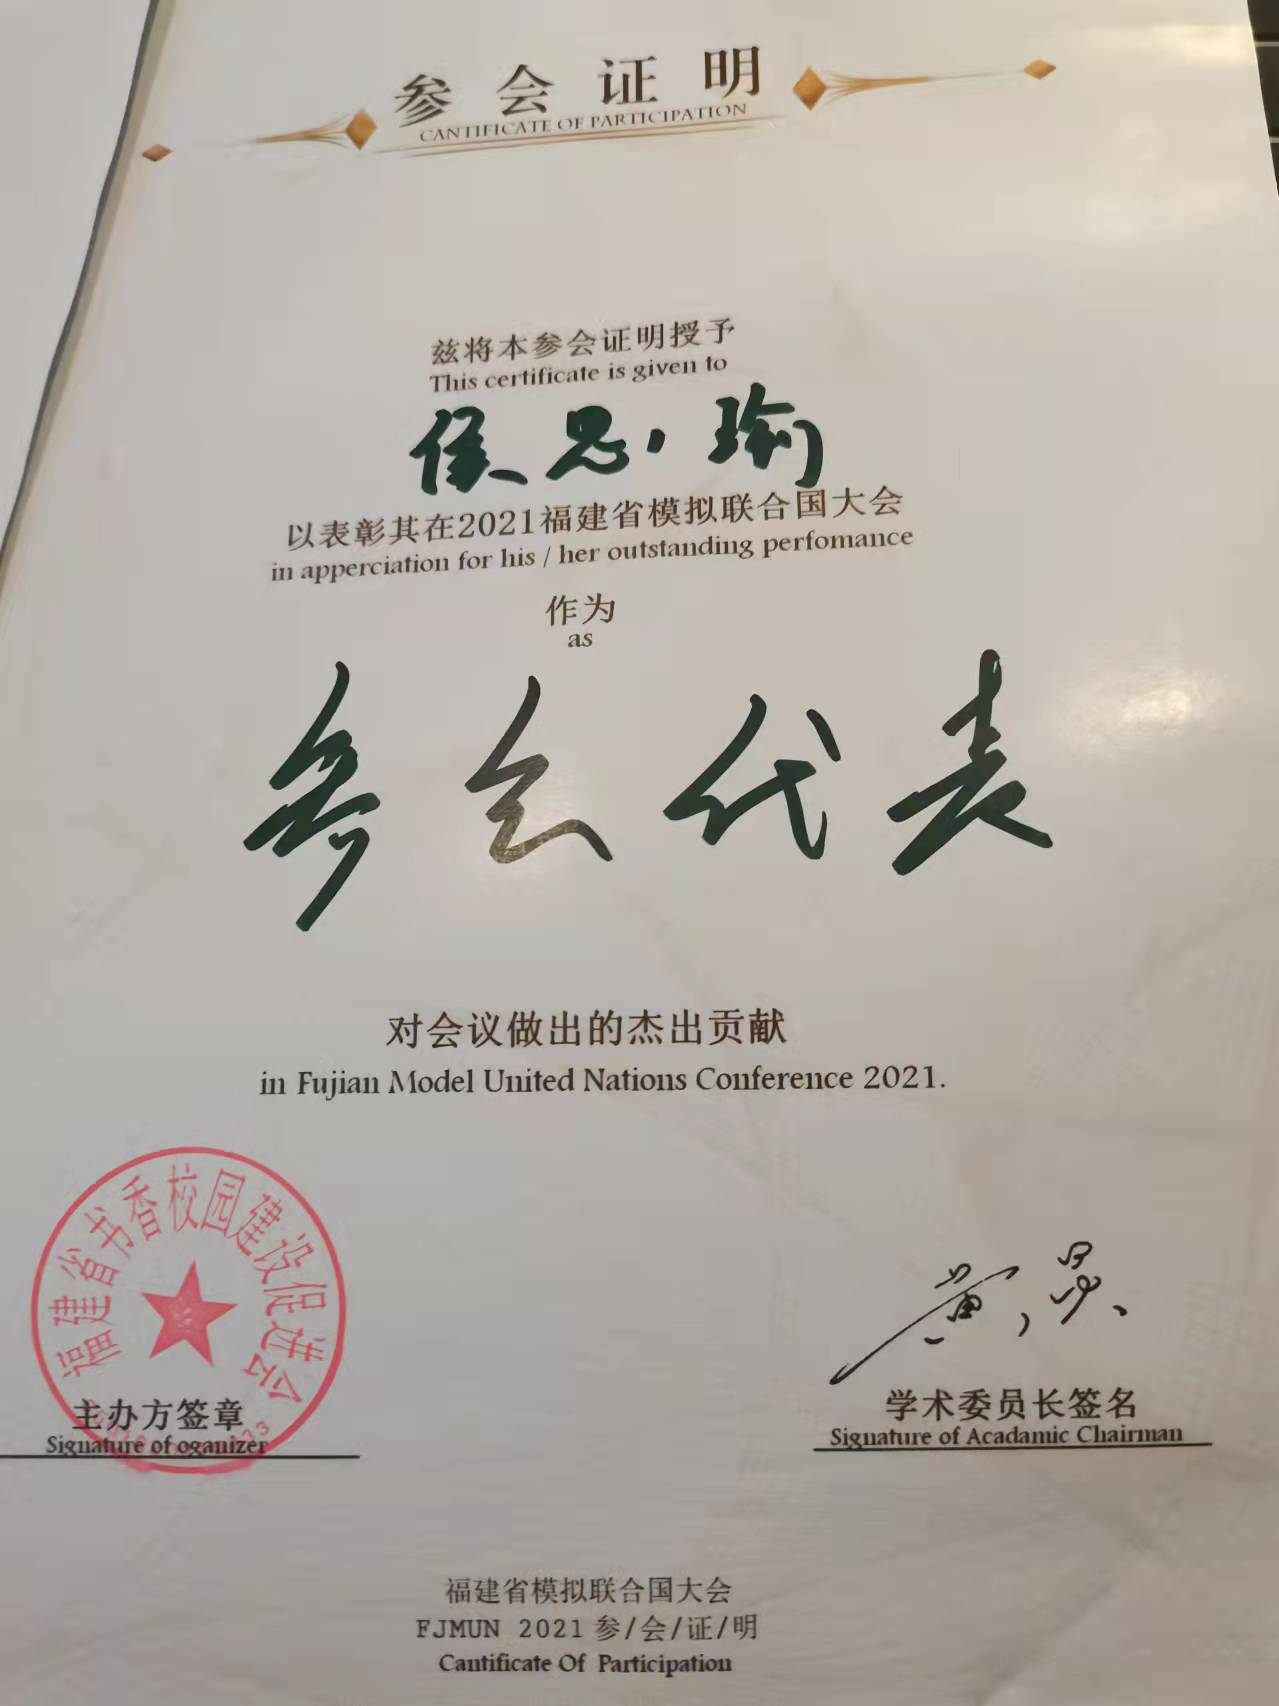 参会证明
CANTIFICATE OF PARTICIPATION
兹将本参会证明授予
This certificate is given to
侯思瑜
以表彰其在2021福建省模拟联合国大会
in apperciation for his / her outstanding perfomance
作为
as
参会代表
对会议做出的杰出贡献
in Fujian Model United Nations Conference 2021.
福建省书香校园建设促进会
主办方签章
Signature of oganizer
学术委员长签名
Signature of Acadamic Chairman
福建省模拟联合国大会
FJMUN 2021 参/会/证/明
Cantificate Of Participation